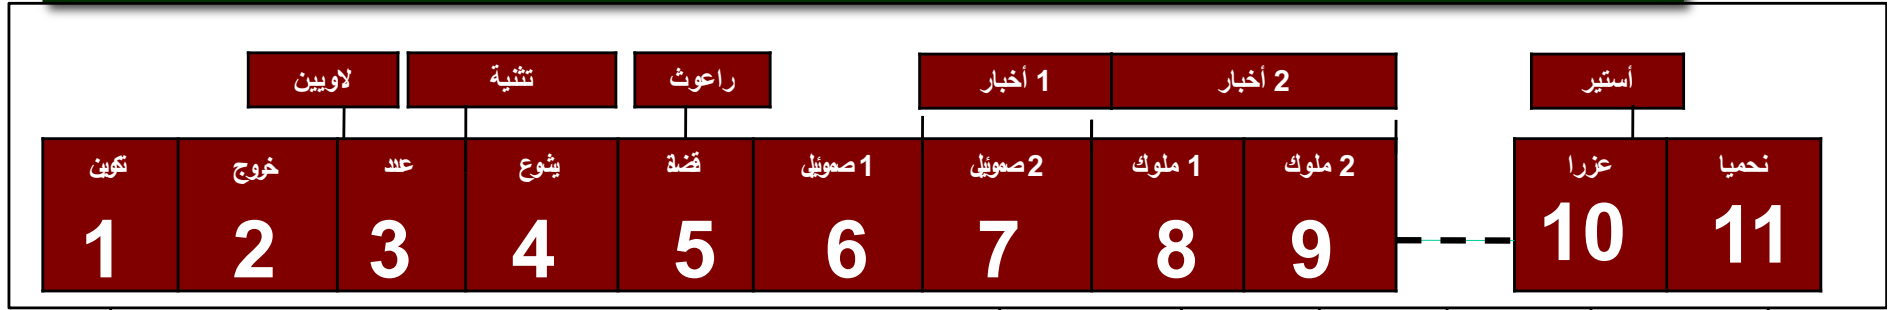 لاويين
تثنية
راعوث
1 أخبار
2 أخبار
أستير
تكوين
خروج
عدد
يشوع
قضاة
1 صموئيل
2 صموئيل
1 ملوك
2 ملوك
عزرا
نحميا
1
2
3
4
5
6
7
8
9
10
11